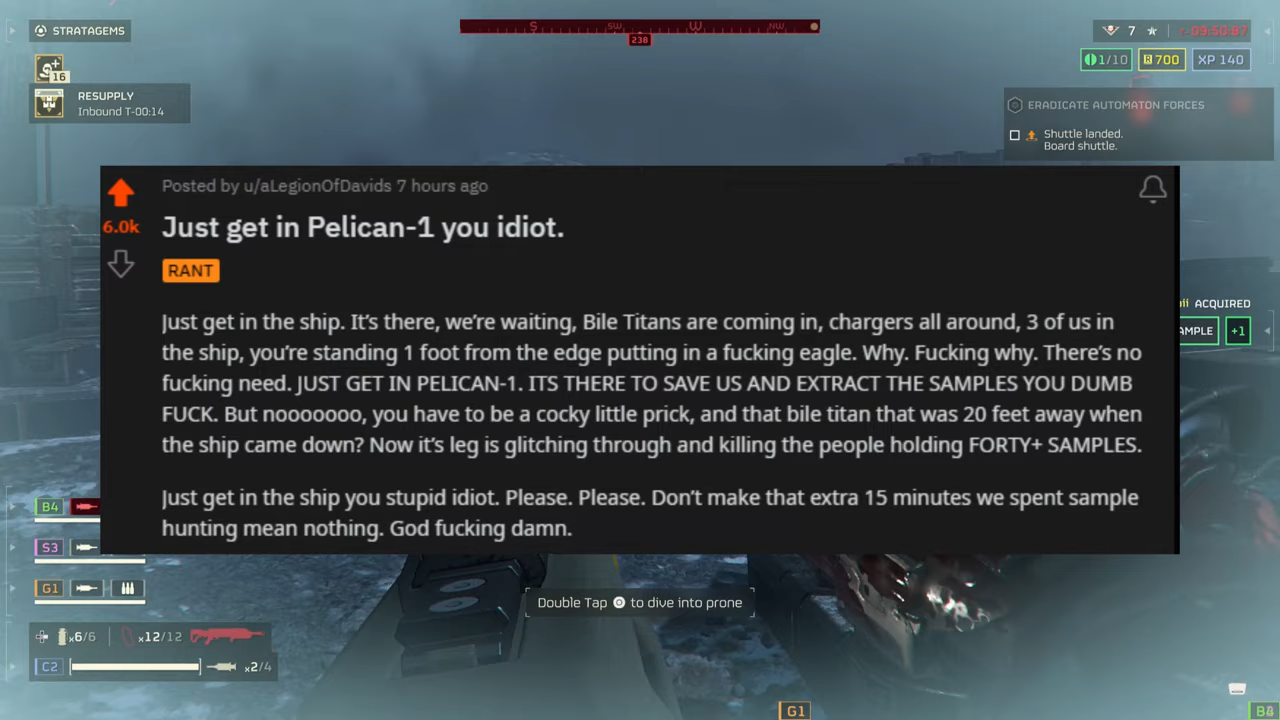 STRATAGEMS
S
SW
W
NW
238
7
T-09:50:87
16
1/10
700
XP 140
RESUPPLY
Inbound T-00:14
ERADICATE AUTOMATON FORCES
Shuttle landed.
Board shuttle.
Posted by u/aLegionOfDavids 7 hours ago
6.0k
Just get in Pelican-1 you idiot.
RANT
ACQUIRED
Just get in the ship. It's there, we're waiting, Bile Titans are coming in, chargers all around, 3 of us in
AMPLE +1
the ship, you're standing 1 foot from the edge putting in a fucking eagle. Why. Fucking why. There's no
fucking need. JUST GET IN PELICAN-1. ITS THERE TO SAVE US AND EXTRACT THE SAMPLES YOU DUMB
FUCK. But nooooooo, you have to be a cocky little prick, and that bile titan that was 20 feet away when
the ship came down? Now it's leg is glitching through and killing the people holding FORTY+ SAMPLES.
Just get in the ship you stupid idiot. Please. Please. Don't make that extra 15 minutes we spent sample
hunting mean nothing. God fucking damn.
B4
S3
G1
Double Tap to dive into prone
x6/6
x12/12
C2
x2/4
G1
B4